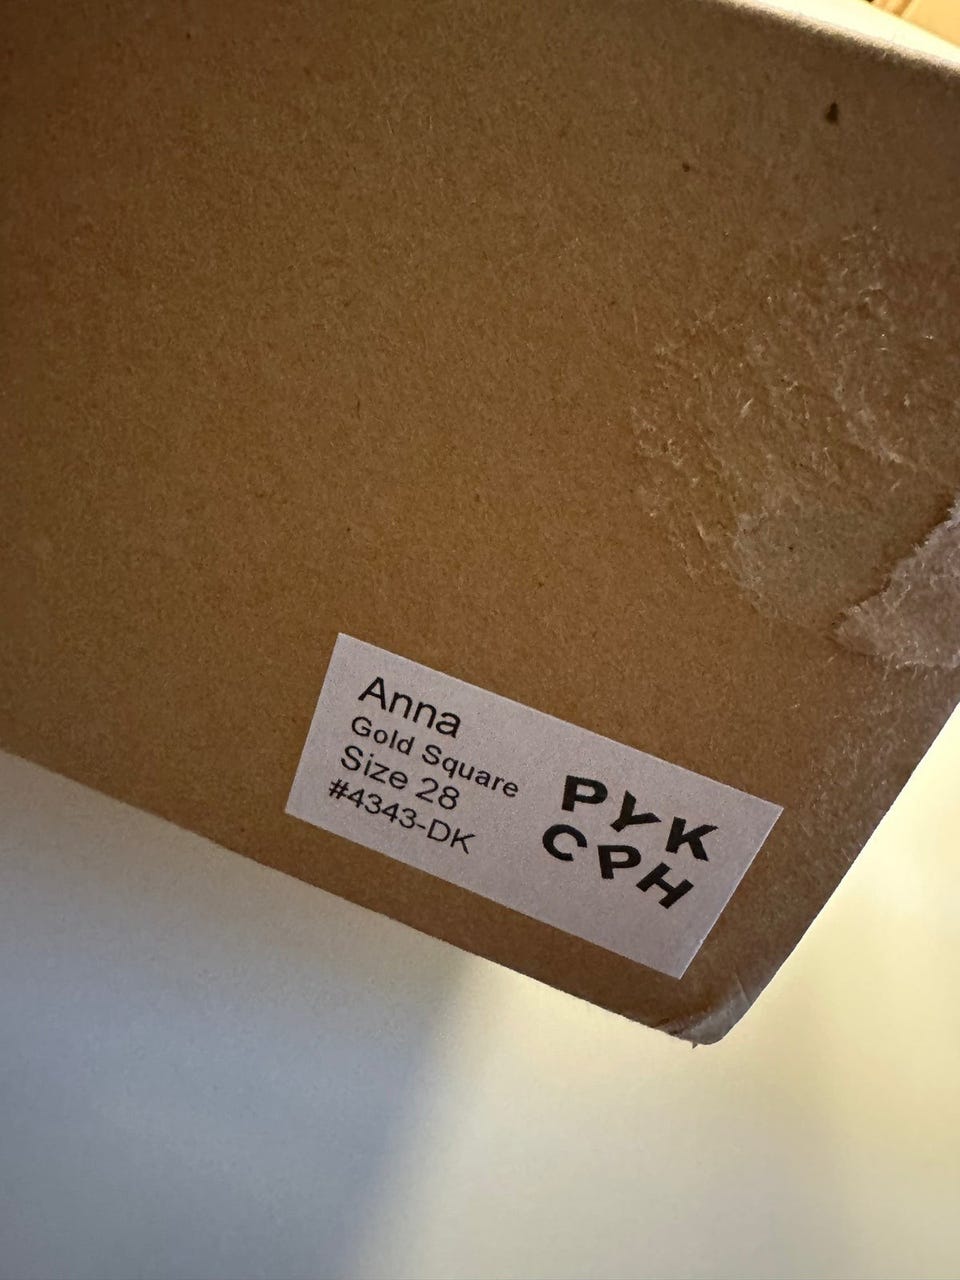 Anna
Gold Square
Size 28
#4343-DK
PYK
CPH